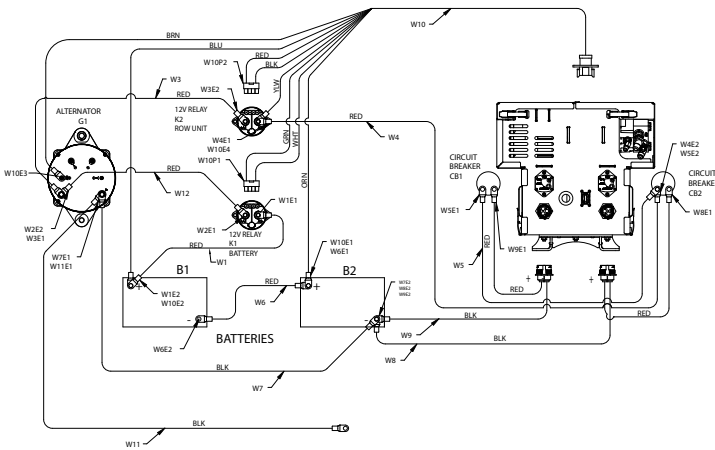 BRN
BLU
RED
BLK
W10
W10P2
W3
RED
W3E2
YLW
ALTERNATOR
G1
12V RELAY
K2
ROW UNIT
W4E1
W10E4
GRN
WHT
RED
W4
W10P1
CIRCUIT
BREAKER
CB1
W4E2
W5E2
CIRCUIT
BREAKE
CB2
W10E3
RED
W12
ORN
W5E1
W8E1
W2E2
W3E1
W2E1
W1E1
12V RELAY
K1
BATTERY
RED
W1
W7E1
W11E1
RED
W5
W9E1
W10E1
W6E1
B1
B2
+
+
+
+
RED
W6
W1E2
W10E2
W7E2
W8E2
W9E2
RED
RED
-
-
BLK
W9
W6E2
BATTERIES
BLK
W8
BLK
W7
BLK
W11